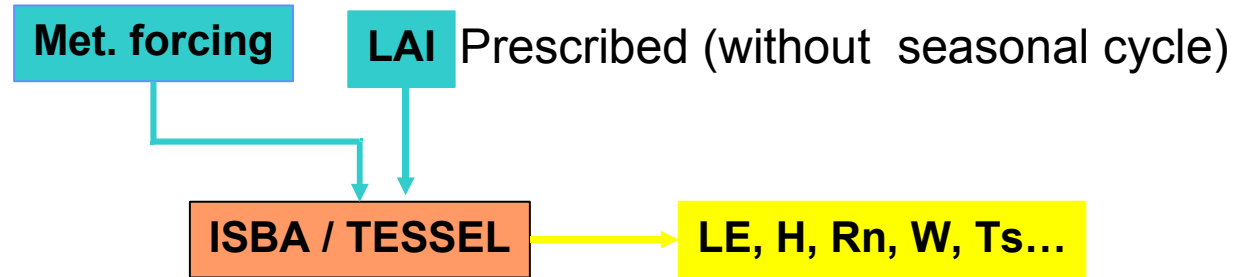 Met. forcing
LAI Prescribed (without seasonal cycle)
ISBA / TESSEL
LE, H, Rn, W, Ts...